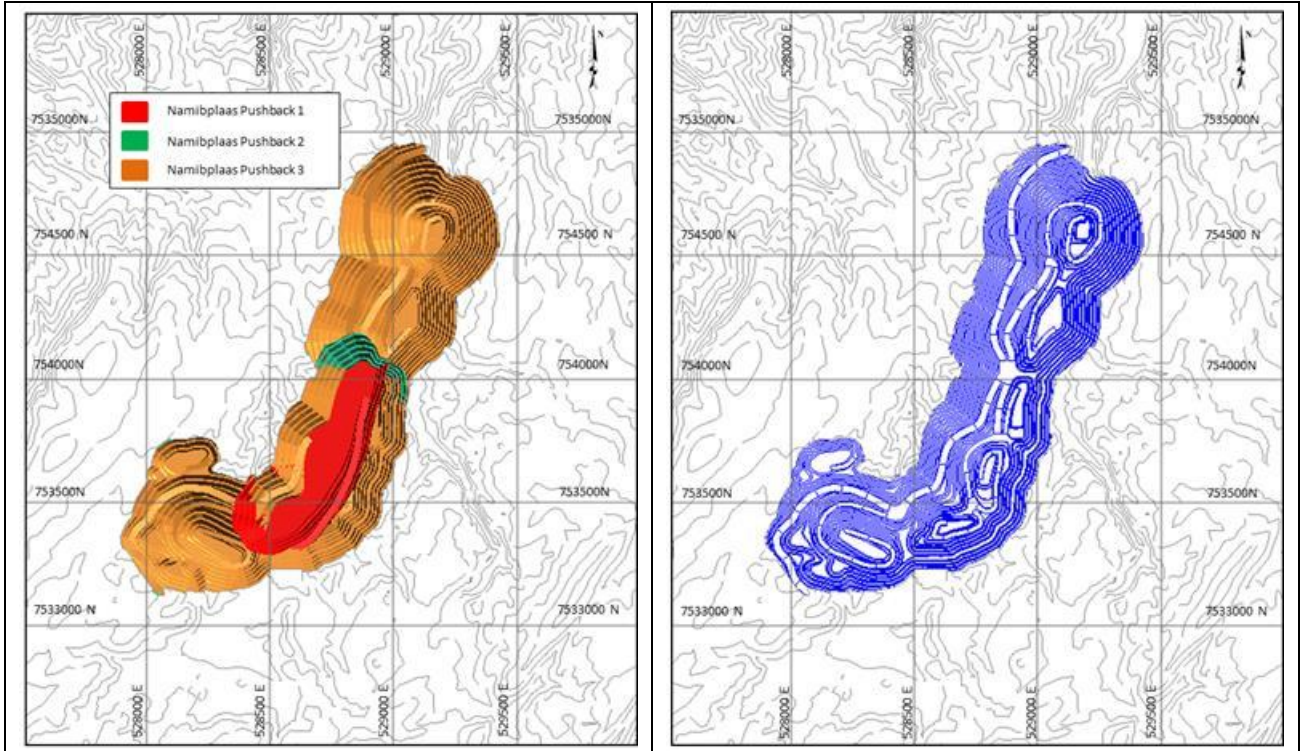 528000 E
528500 E
529000 E
529500 E
N
Namibplaas Pushback 1
Namibplaas Pushback 2
Namibplaas Pushback 3
7535000N
7535000N
754500 N
754500 N
754000N
754000N
753500N
753500N
7533000 N
7533000 N
528000 E
528500 E
529000 E
529500 E
528000 E
528500 E
529000 E
529500 E
N
7535000N
7535000N
754500 N
754500 N
754000N
754000N
753500N
753500N
7533000 N
7533000 N
528000 E
528500 E
529000 E
529500 E